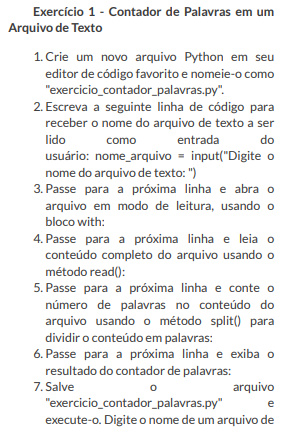 Exercício 1 - Contador de Palavras em um
Arquivo de Texto
1. Crie um novo arquivo Python em seu
editor de código favorito e nomeie-o como
"exercicio_contador_palavras.py".
2. Escreva a seguinte linha de código para
receber o nome do arquivo de texto a ser
lido como entrada do
usuário: nome_arquivo = input("Digite o
nome do arquivo de texto: ")
3. Passe para a próxima linha e abra o
arquivo em modo de leitura, usando o
bloco with:
4. Passe para a próxima linha e leia o
conteúdo completo do arquivo usando o
método read():
5. Passe para a próxima linha e conte o
número de palavras no conteúdo do
arquivo usando o método split() para
dividir o conteúdo em palavras:
6. Passe para a próxima linha e exiba o
resultado do contador de palavras:
7. Salve o arquivo
"exercicio_contador_palavras.py" e
execute-o. Digite o nome de um arquivo de